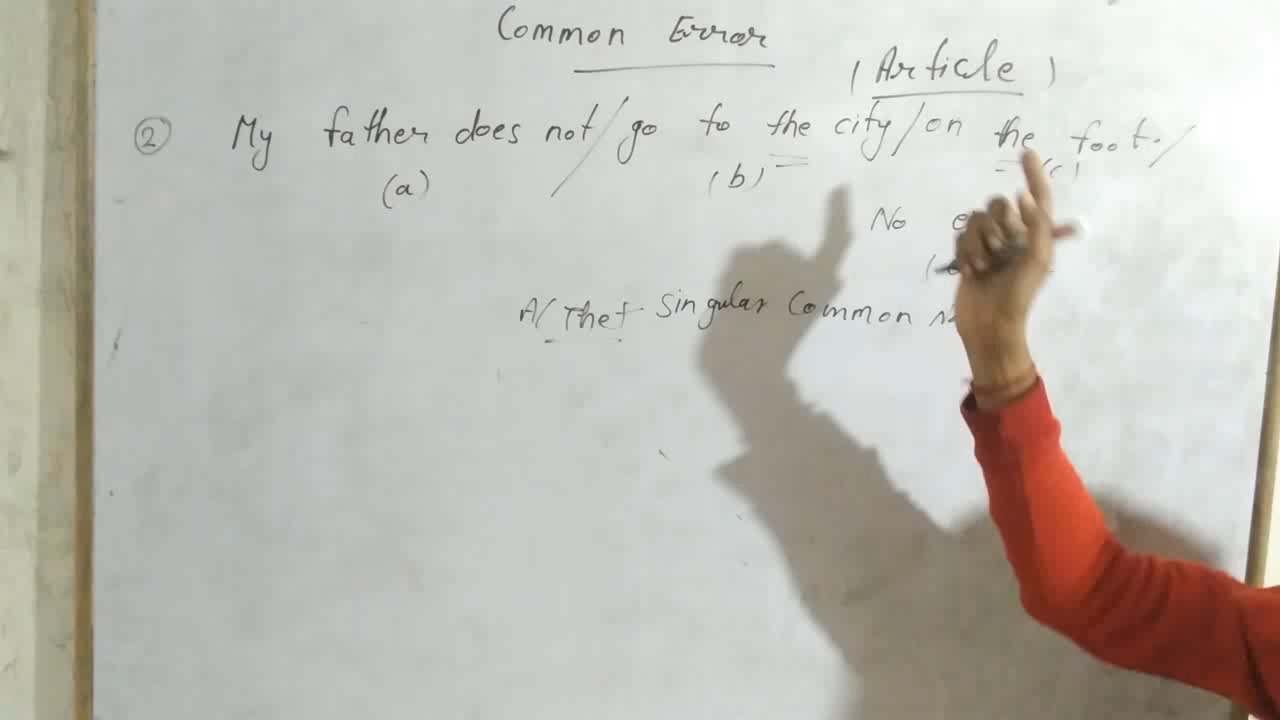 Common Error
(Article)
② My father does not/go to the city/on the foot./
(a) (b) (c)
No
A/The+ Singular Common